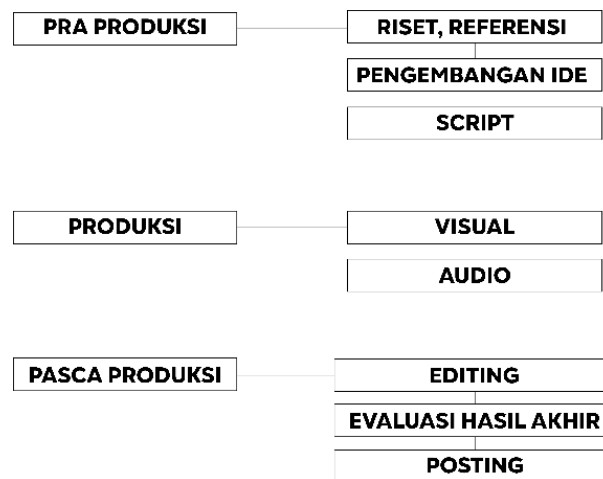 PRA PRODUKSI
RISET, REFERENSI
PENGEMBANGAN IDE
SCRIPT
PRODUKSI
VISUAL
AUDIO
PASCA PRODUKSI
EDITING
EVALUASI HASIL AKHIR
POSTING